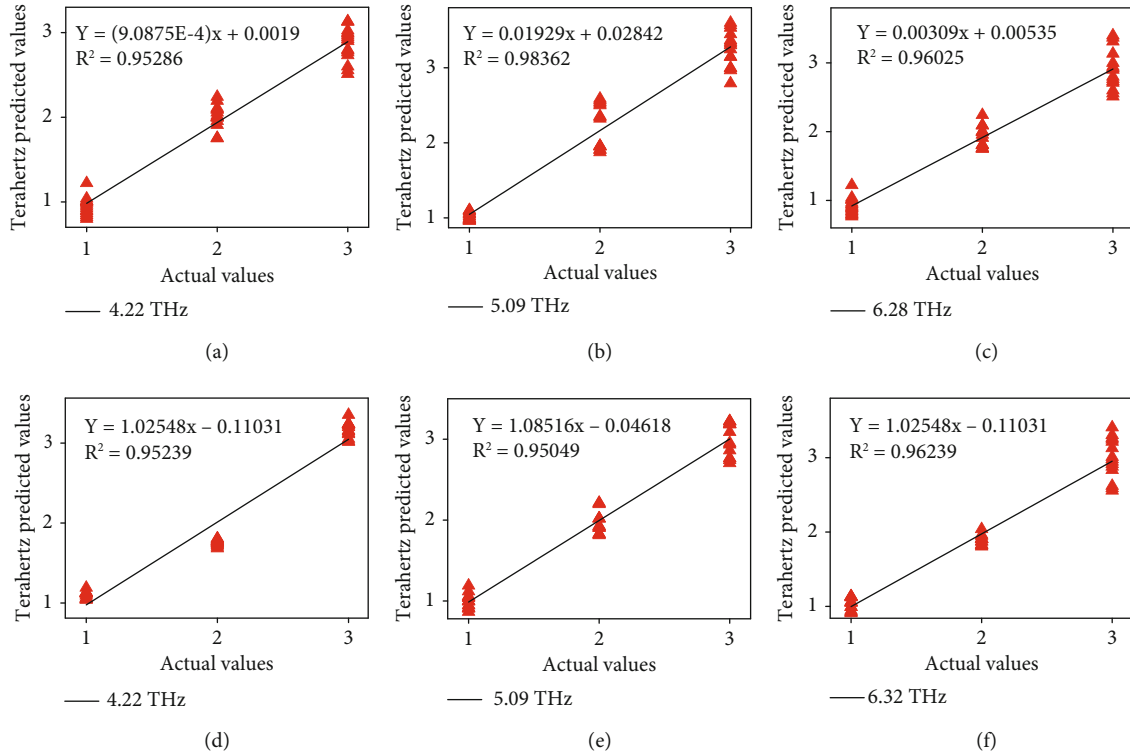 Terahertz predicted values
Y = (9.0875E-4)x + 0.0019
R² = 0.95286
3
2
1
1 2 3
Actual values
4.22 THz
(a)
Terahertz predicted values
Y = 0.01929x + 0.02842
R² = 0.98362
3
2
1
1 2 3
Actual values
5.09 THz
(b)
Terahertz predicted values
Y = 0.00309x + 0.00535
R² = 0.96025
3
2
1
1 2 3
Actual values
6.28 THz
(c)
Terahertz predicted values
Y = 1.02548x – 0.11031
R² = 0.95239
3
2
1
1 2 3
Actual values
4.22 THz
(d)
Terahertz predicted values
Y = 1.08516x – 0.04618
R² = 0.95049
3
2
1
1 2 3
Actual values
5.09 THz
(e)
Terahertz predicted values
Y = 1.02548x – 0.11031
R² = 0.96239
3
2
1
1 2 3
Actual values
6.32 THz
(f)